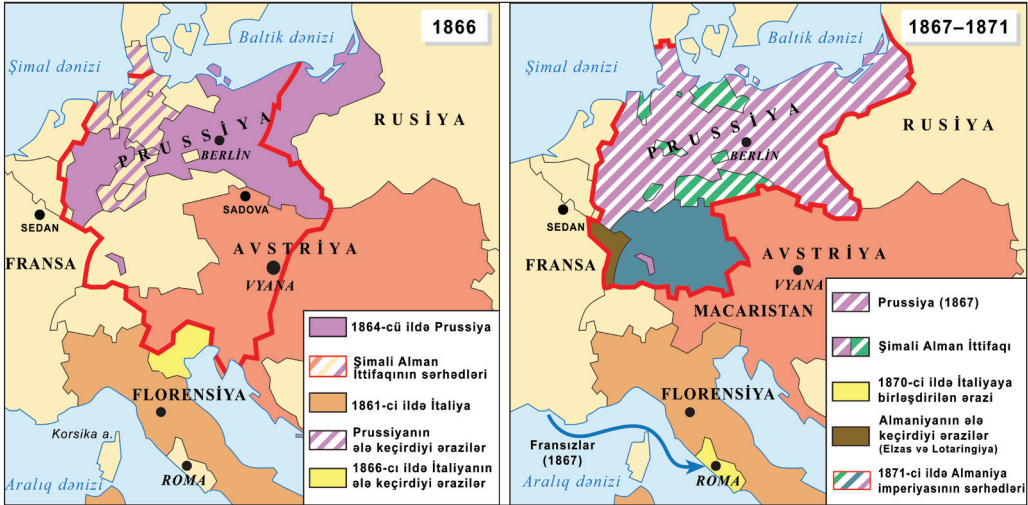 1866
Baltik dənizi
Şimal dənizi
RUSİYA
PRUSSİYA
BERLİN
SADOVA
SEDAN
AVSTRİYA
FRANSA
VYANA
FLORENSİYA
Korsika a.
ROMA
Aralıq dənizi
1864-cü ildə Prussiya
Şimali Alman
İttifaqının sərhədləri
1861-ci ildə İtaliya
Prussiyanın
ələ keçirdiyi ərazilər
1866-cı ildə İtaliyanın
ələ keçirdiyi ərazilər
1867–1871
Baltik dənizi
Şimal dənizi
RUSİYA
PRUSSİYA
BERLİN
SEDAN
AVSTRİYA
FRANSA
VYANA
MACARISTAN
FLORENSİYA
Fransızlar
(1867)
ROMA
Aralıq dənizi
Prussiya (1867)
Şimali Alman İttifaqı
1870-ci ildə İtaliyaya
birləşdirilən ərazi
Almaniyanın ələ
keçirdiyi ərazilər
(Elzas və Lotaringiya)
1871-ci ildə Almaniya
imperiyasının sərhədləri